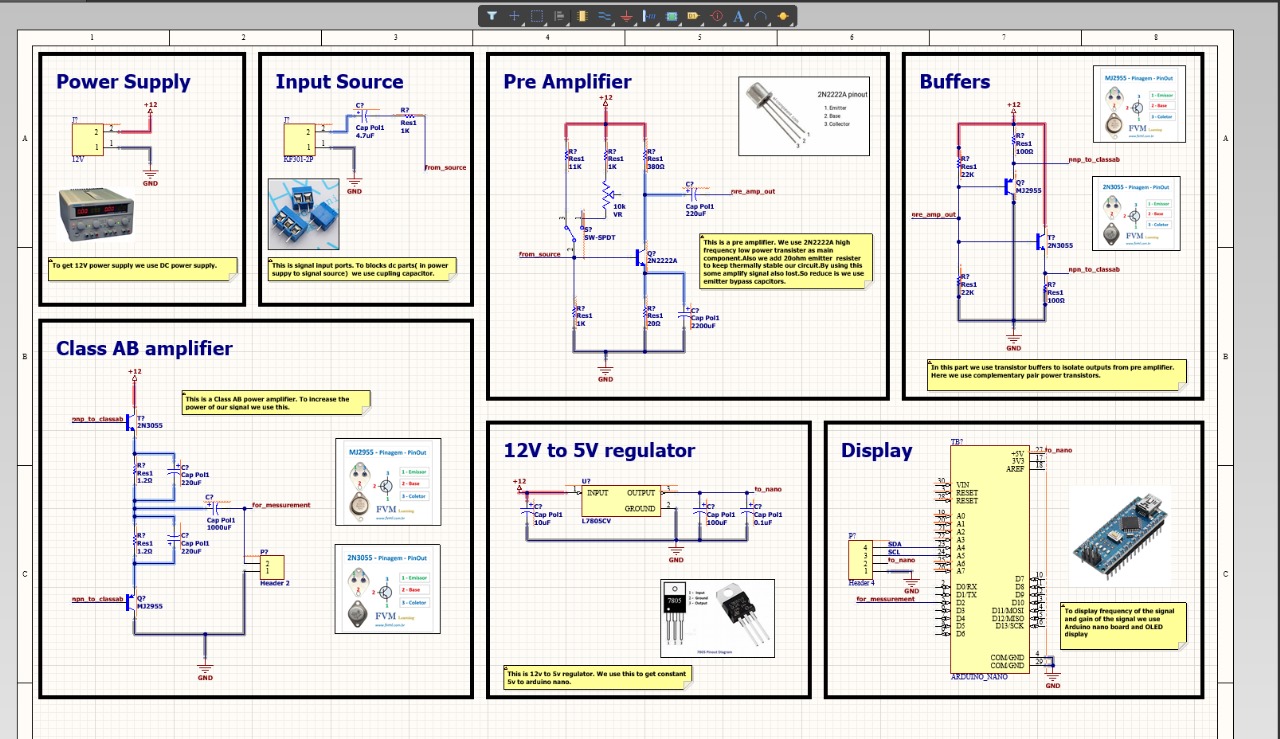 1 2 3 4 5 6 7 8
A
B
C
Power Supply
+12
J?
2
1
2
1
12V
GND
To get 12V power supply we use DC power supply.
Input Source
J?
2
1
2
1
KF301-2P
C?
Cap Pol1
4.7uF
R?
Res1
1K
from_source
GND
This is signal input ports. To blocks dc parts( in power
suppy to signal source) we use cupling capacitor.
Pre Amplifier
+12
R?
Res1
11K
R?
Res1
1K
R?
Res1
380Ω
10k
VR
S?
SW-SPDT
C?
Cap Pol1
220uF
pre_amp_out
from_source
Q?
2N2222A
R?
Res1
1K
R?
Res1
20Ω
C?
Cap Pol1
2200uF
GND
2N2222A pinout
1. Emitter
2. Base
3. Collector
1
2
3
This is a pre amplifier. We use 2N2222A high
frequency low power transister as main
component.Also we add 20ohm emitter resister
to keep thermally stable our circuit.By using this
some amplify signal also lost.So reduce is we use
emitter bypass capcitors.
Buffers
+12
R?
Res1
100Ω
pnp_to_classab
R?
Res1
22K
Q?
MJ2955
pre_amp_out
T?
2N3055
npn_to_classab
R?
Res1
22K
R?
Res1
100Ω
GND
MJ2955 - Pinagem - PinOut
1 - Emissor
2 - Base
3 - Coletor
FVM
2N3055 - Pinagem - PinOut
1 - Emissor
2 - Base
3 - Coletor
FVM
In this part we use transistor buffers to isolate outputs from pre amplifier.
Here we use complementary pair power transistors.
Class AB amplifier
+12
This is a Class AB power amplifier. To increase the
power of our signal we use this.
pnp_to_classab
T?
2N3055
R?
Res1
1.2Ω
C?
Cap Pol1
220uF
C?
Cap Pol1
1000uF
for_messurement
R?
Res1
1.2Ω
C?
Cap Pol1
220uF
P?
2
1
Header 2
npn_to_classab
Q?
MJ2955
GND
MJ2955 - Pinagem - PinOut
1 - Emissor
2 - Base
3 - Coletor
FVM Learning
2N3055 - Pinagem - PinOut
1 - Emissor
2 - Base
3 - Coletor
FVM Learning
12V to 5V regulator
+12
U?
1
INPUT OUTPUT
GROUND
3
2
L7805CV
to_nano
C?
Cap Pol1
10uF
C?
Cap Pol1
100uF
C?
Cap Pol1
0.1uF
GND
7805
1 - Input
2 - Ground
3 - Output
7805 Pinout Diagram
This is 12v to 5v regulator. We use this to get constant
5v to arduino nano.
Display
TB?
+5V
3V3
AREF
27
17
18
to_nano
VIN
RESET
RESET
A0
A1
A2
A3
A4
A5
A6
A7
D0/RX
D1/TX
D2
D3
D4
D5
D6
D7
D8
D9
D10
D11/MOSI
D12/MISO
D13/SCK
COM/GND
COM/GND
4
29
ARDUINO_NANO
GND
P?
4
3
2
1
Header 4
SDA
SCL
to_nano
GND
for_messurement
To display frequency of the signal
and gain of the signal we use
Arduino nano board and OLED
display